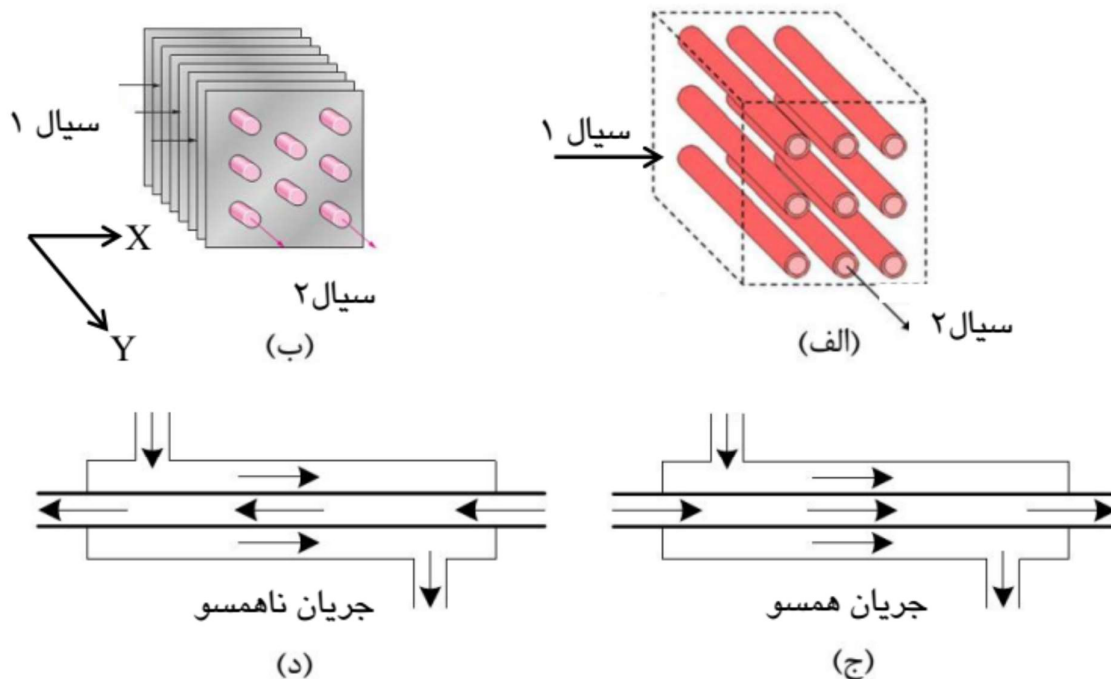 سیال ۱
سیال۲
(الف)
سیال ۱
X
Y
سیال۲
(ب)
جریان همسو
(ج)
جریان ناهمسو
(د)